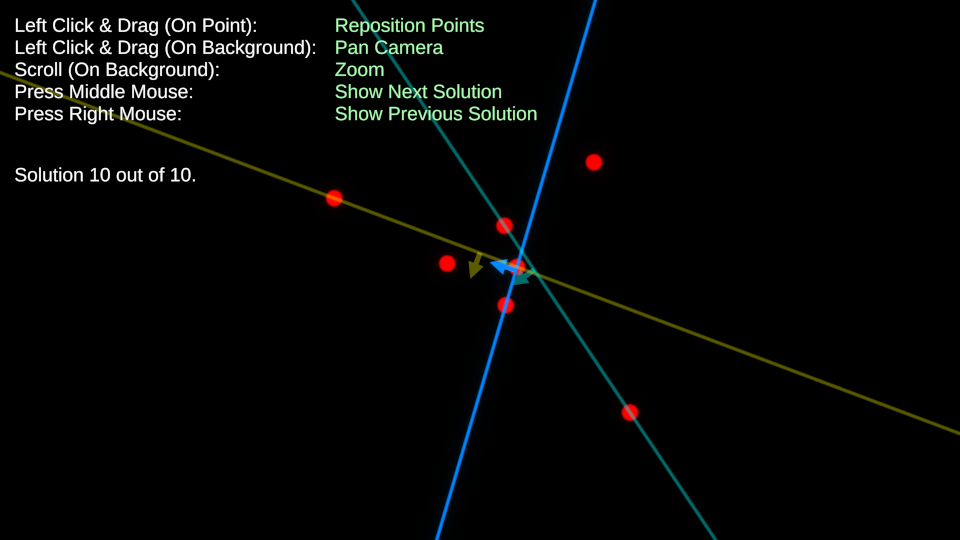 Left Click & Drag (On Point): Reposition Points
Left Click & Drag (On Background): Pan Camera
Scroll (On Background): Zoom
Press Middle Mouse: Show Next Solution
Press Right Mouse: Show Previous Solution
Solution 10 out of 10.